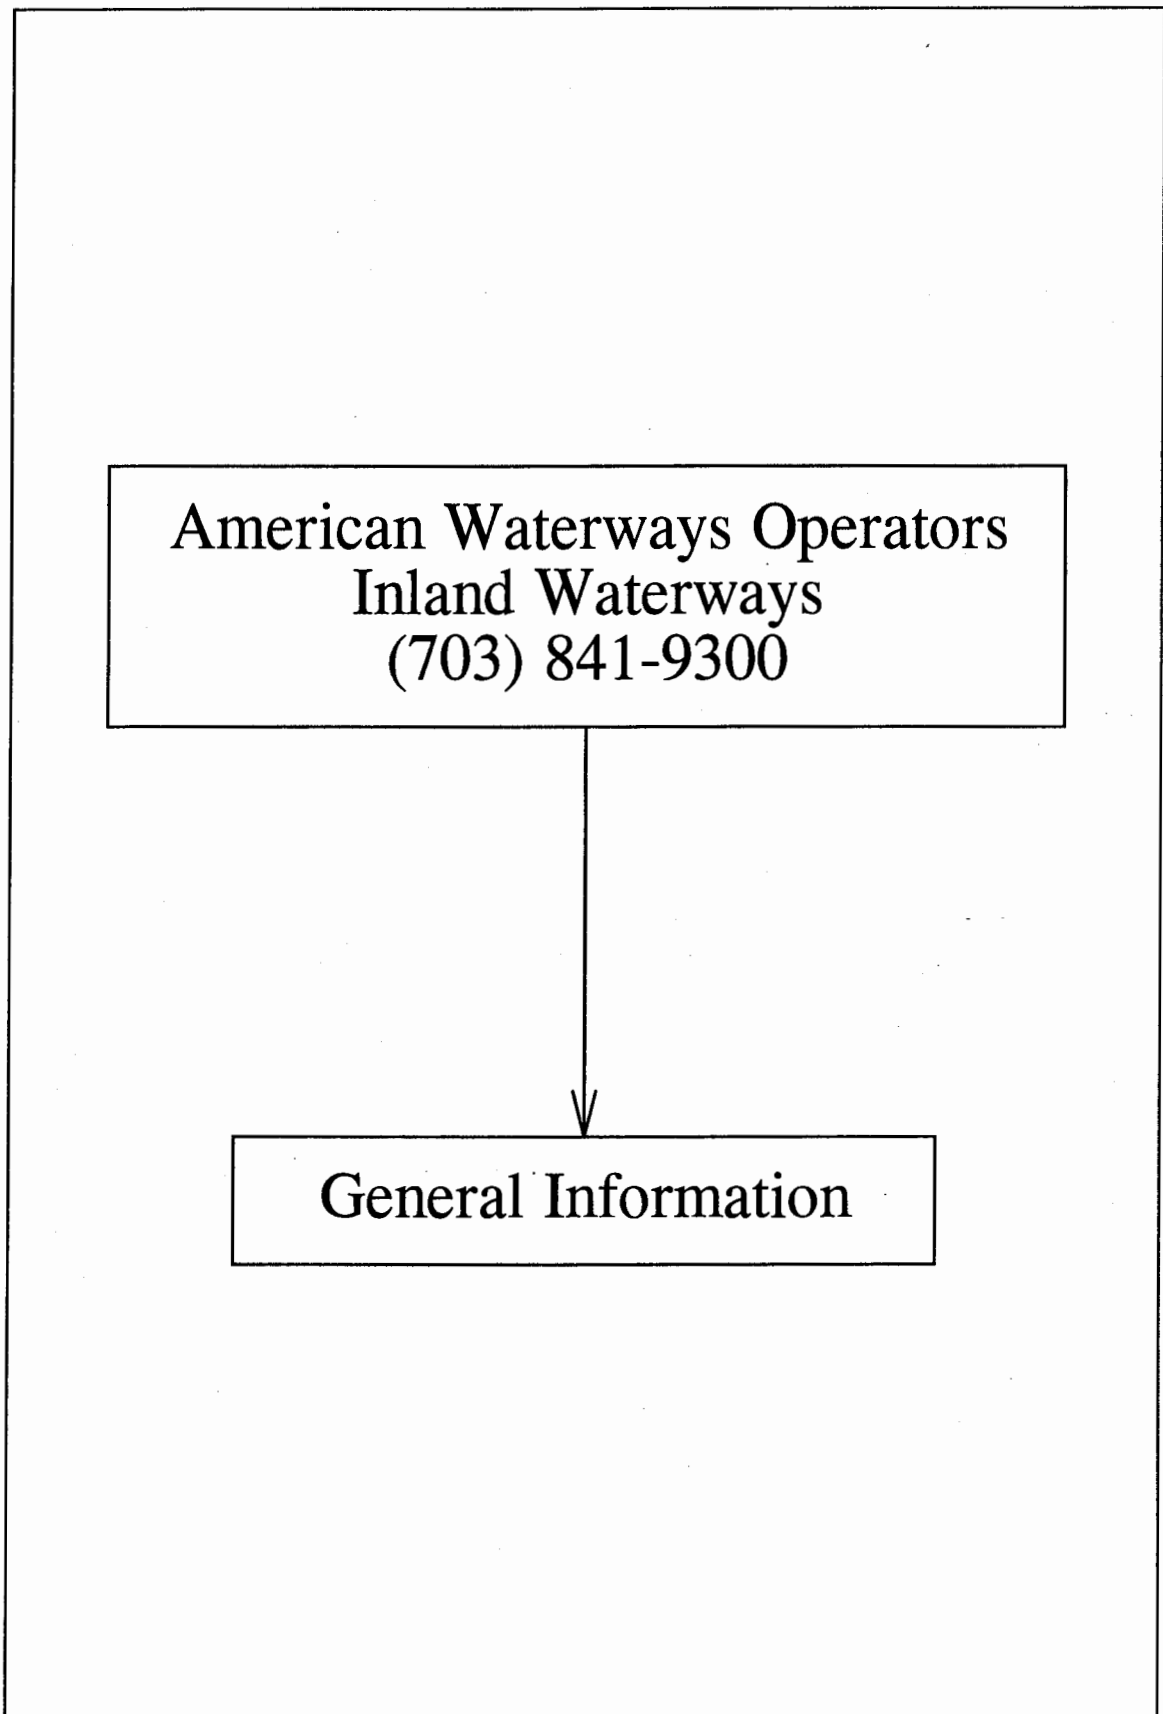 American Waterways Operators
Inland Waterways
(703) 841-9300
General Information